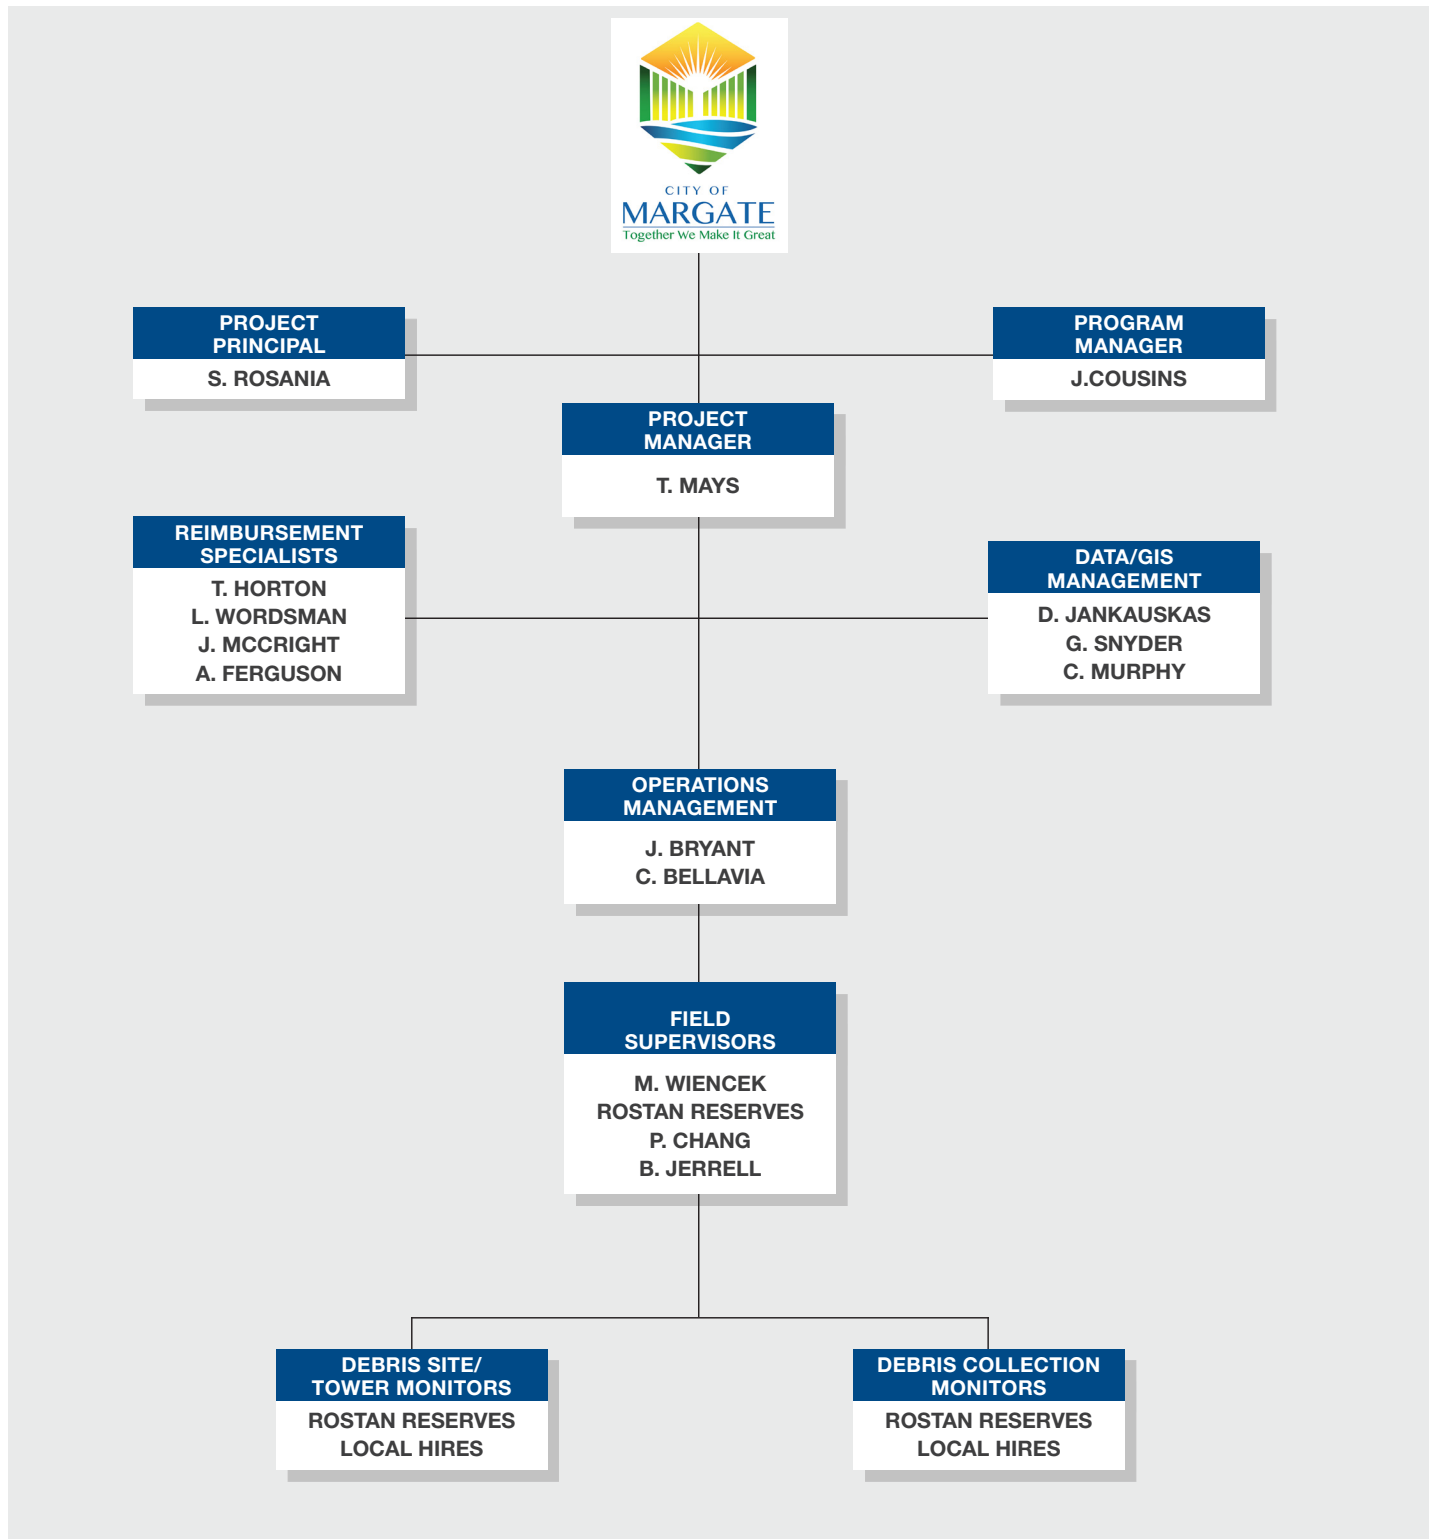 CITY OF
MARGATE
Together We Make It Great
PROJECT
PRINCIPAL
S. ROSANIA
PROGRAM
MANAGER
J.COUSINS
PROJECT
MANAGER
T. MAYS
REIMBURSEMENT
SPECIALISTS
T. HORTON
L. WORDSMAN
J. MCCRIGHT
A. FERGUSON
DATA/GIS
MANAGEMENT
D. JANKAUSKAS
G. SNYDER
C. MURPHY
OPERATIONS
MANAGEMENT
J. BRYANT
C. BELLAVIA
FIELD
SUPERVISORS
M. WIENCEK
ROSTAN RESERVES
P. CHANG
B. JERRELL
DEBRIS SITE/
TOWER MONITORS
ROSTAN RESERVES
LOCAL HIRES
DEBRIS COLLECTION
MONITORS
ROSTAN RESERVES
LOCAL HIRES